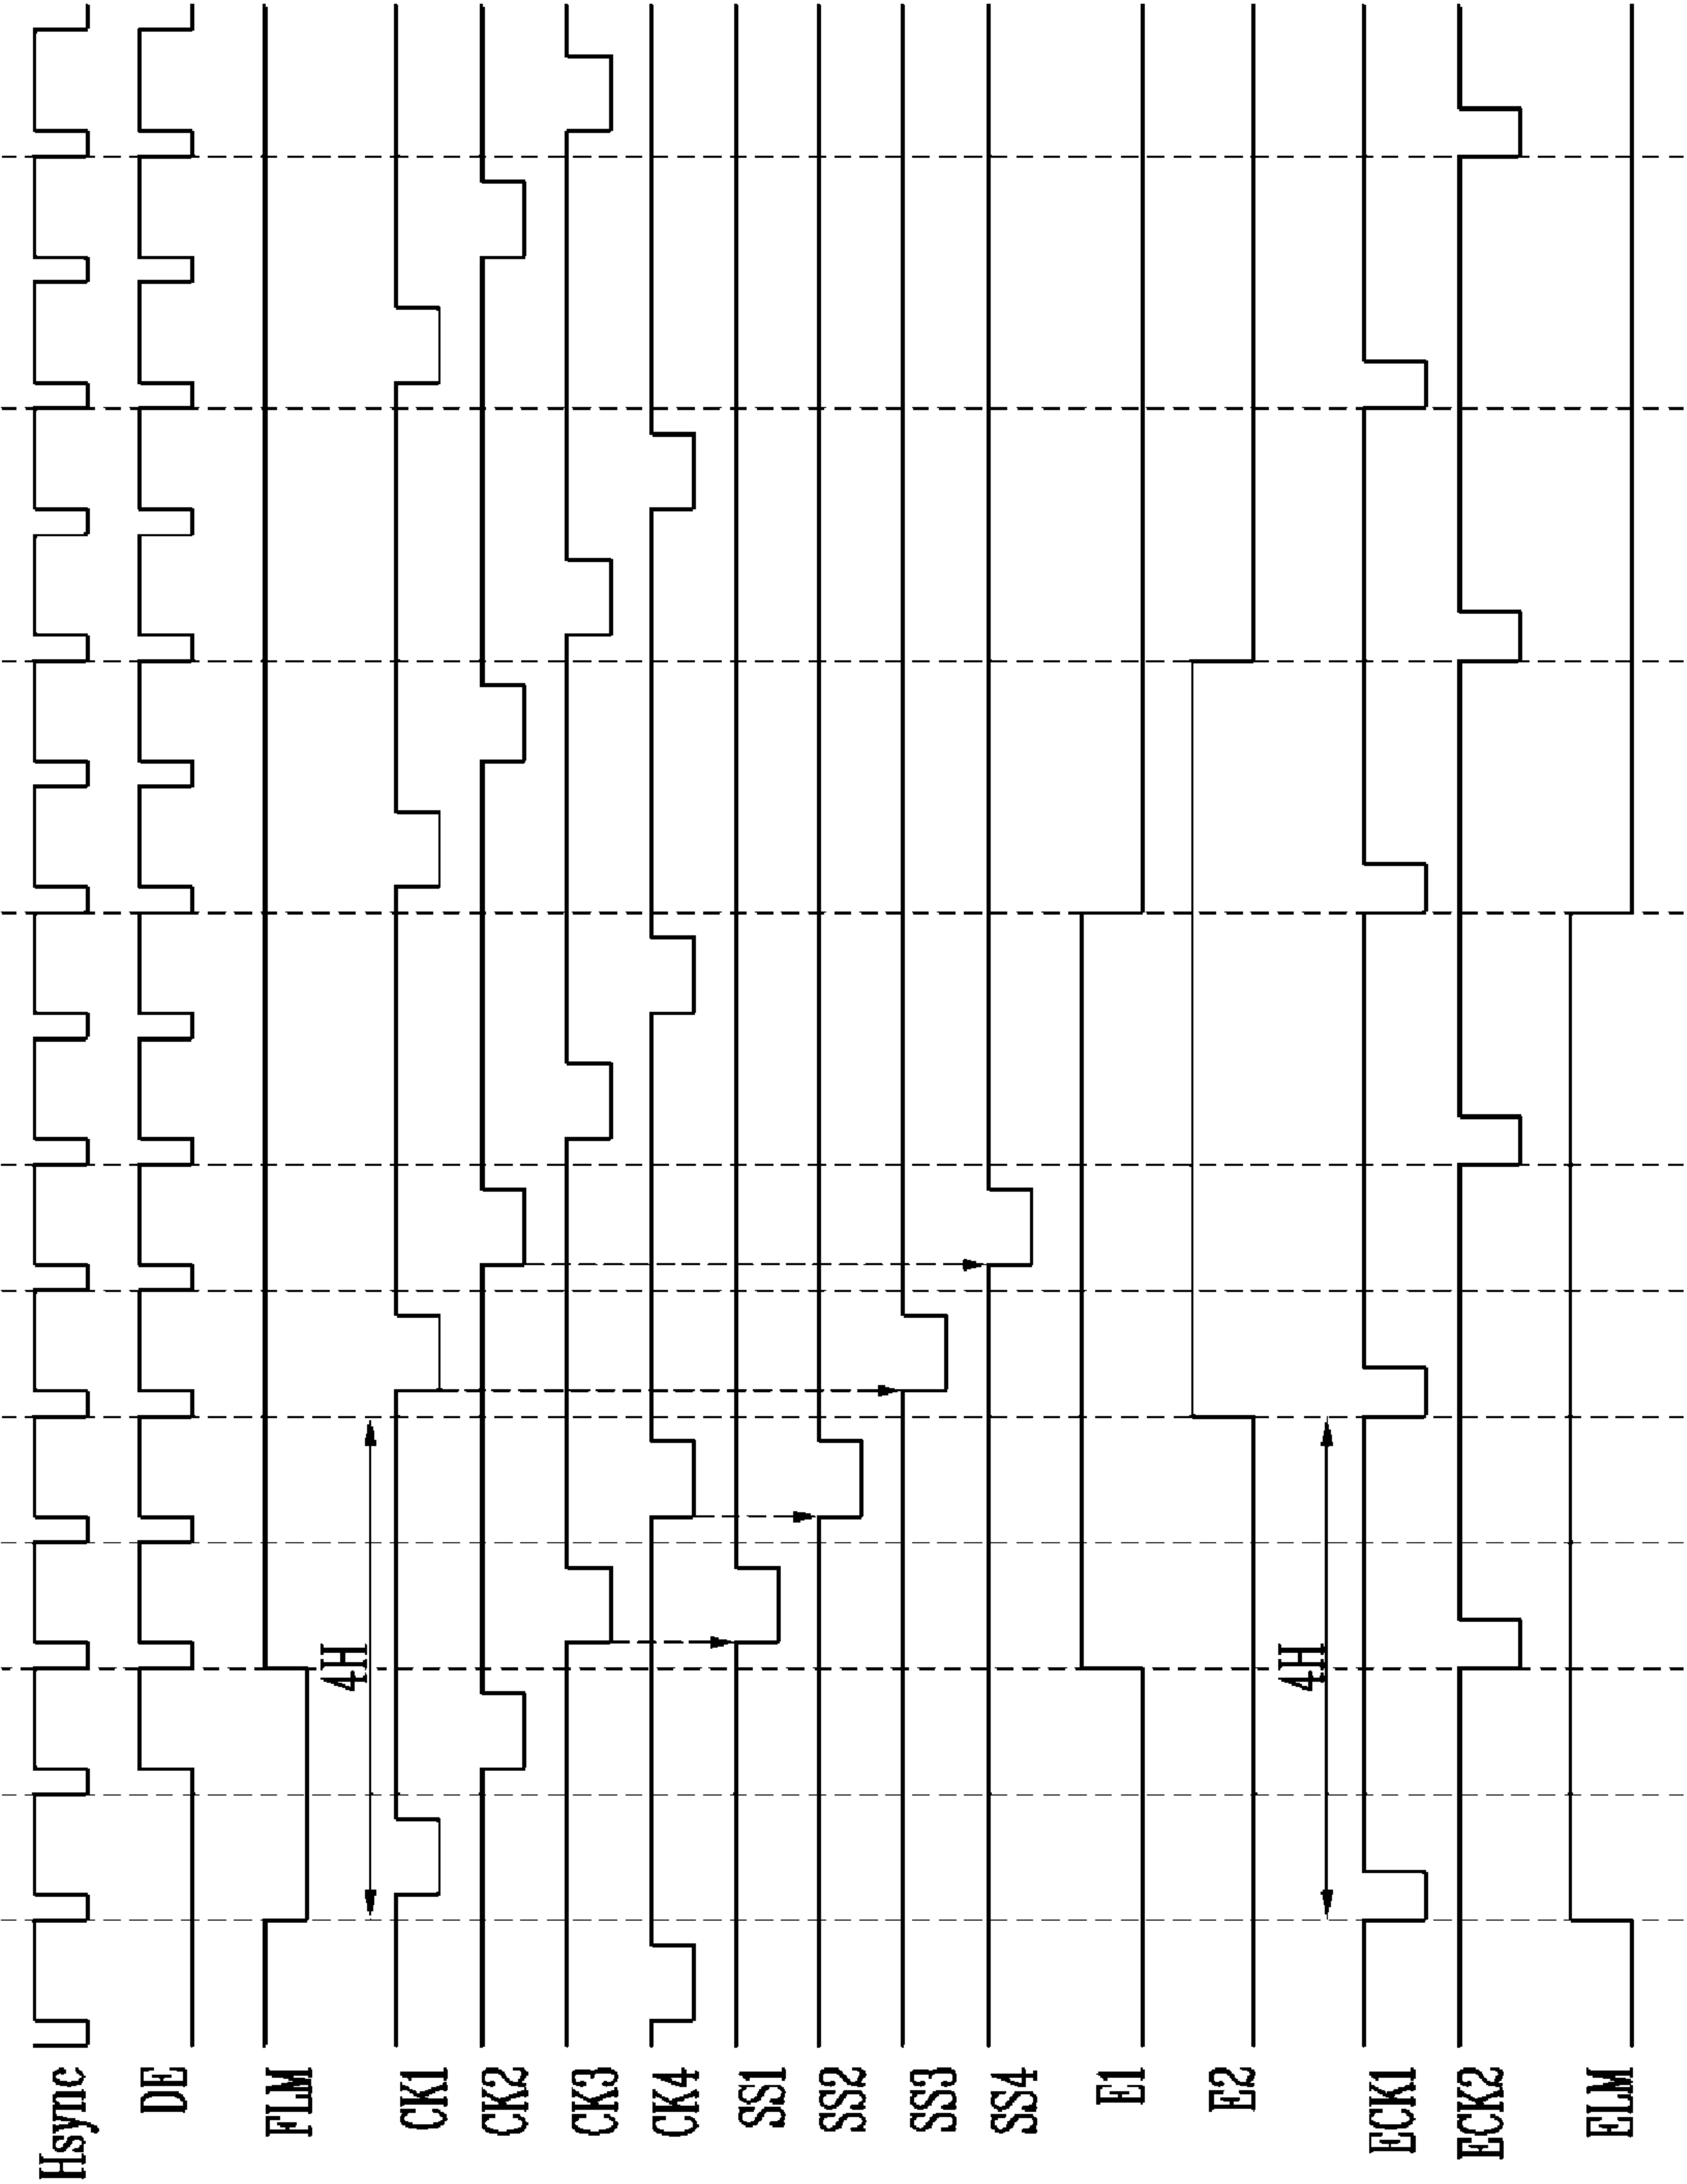 Hsync
DE
FLM
4H
CK1
CK2
CK3
CK4
SS1
SS2
SS3
SS4
E1
E2
4H
ECK1
ECK2
ELM